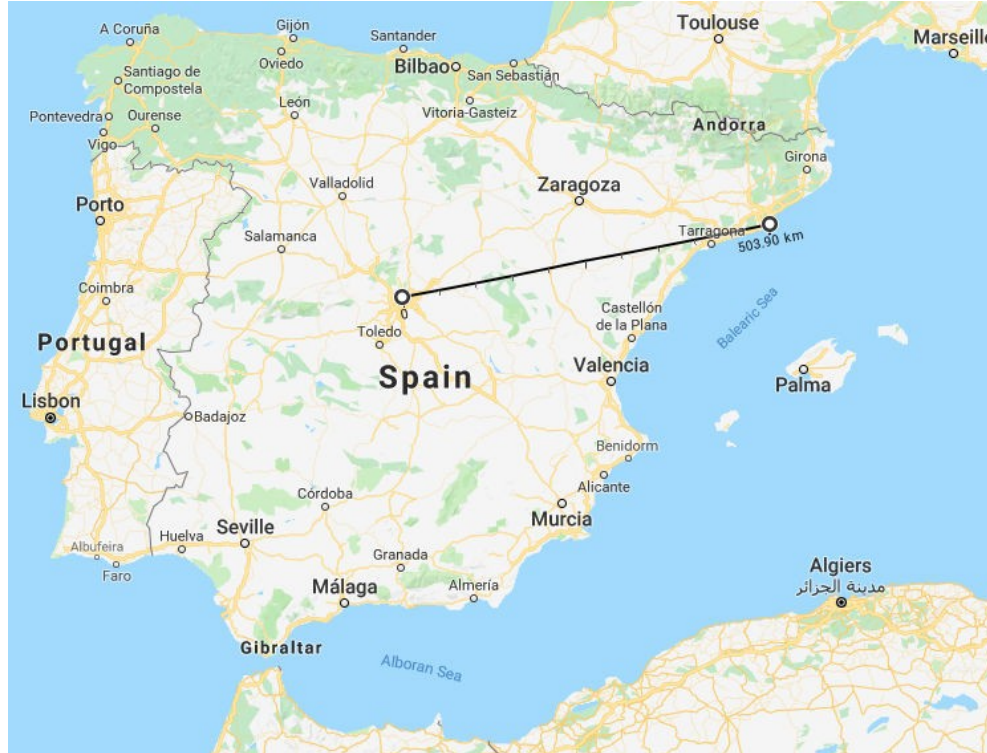 Toulouse
Marseille
A Coruña
Gijón
Santander
Oviedo
Bilbao
San Sebastián
Santiago de
Compostela
León
Vitoria-Gasteiz
Pontevedra
Ourense
Andorra
Vigo
Girona
Valladolid
Zaragoza
Porto
Tarragona
503.90 km
Salamanca
Coimbra
0
Castellón
de la Plana
Balearic Sea
Toledo
Portugal
Spain
Valencia
Palma
Lisbon
Badajoz
Benidorm
Alicante
Córdoba
Murcia
Seville
Huelva
Albufeira
Faro
Granada
Algiers
مدينة الجزائر
Málaga
Almería
Gibraltar
Alboran Sea